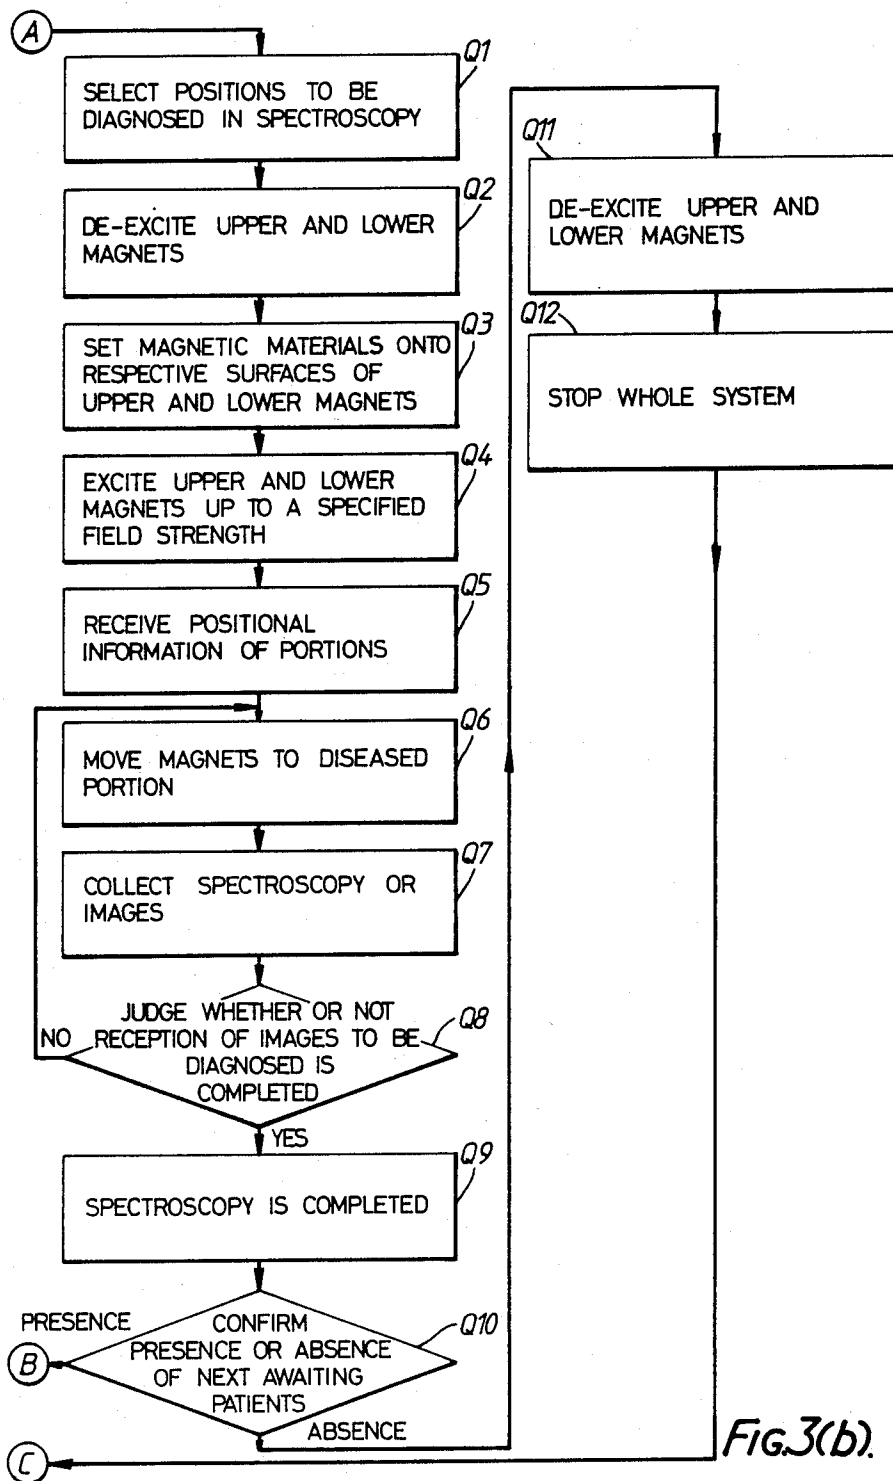 A
Q1
SELECT POSITIONS TO BE
DIAGNOSED IN SPECTROSCOPY
Q2
DE-EXCITE UPPER AND LOWER
MAGNETS
Q3
SET MAGNETIC MATERIALS ONTO
RESPECTIVE SURFACES OF
UPPER AND LOWER MAGNETS
Q4
EXCITE UPPER AND LOWER
MAGNETS UP TO A SPECIFIED
FIELD STRENGTH
Q5
RECEIVE POSITIONAL
INFORMATION OF PORTIONS
Q6
MOVE MAGNETS TO DISEASED
PORTION
Q7
COLLECT SPECTROSCOPY OR
IMAGES
Q8
JUDGE WHETHER OR NOT
RECEPTION OF IMAGES TO BE
DIAGNOSED IS
COMPLETED
NO
YES
Q9
SPECTROSCOPY IS COMPLETED
Q10
CONFIRM
PRESENCE OR ABSENCE
OF NEXT AWAITING
PATIENTS
PRESENCE
B
ABSENCE
Q11
DE-EXCITE UPPER AND
LOWER MAGNETS
Q12
STOP WHOLE SYSTEM
C
FIG.3(b).